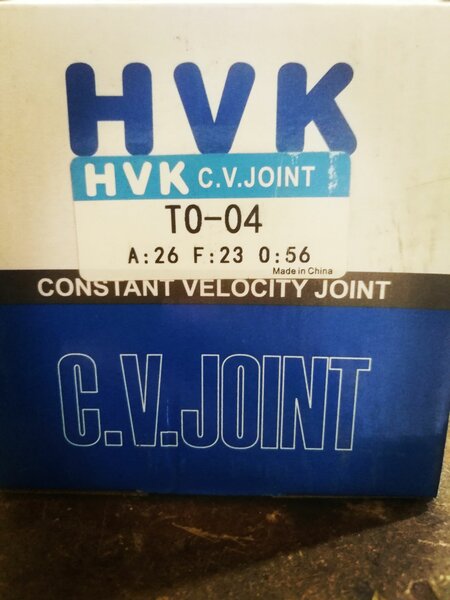 HVK
HVK C.V.JOINT
TO-04
A:26 F:23 O:56
Made in China
CONSTANT VELOCITY JOINT
C.V.JOINT